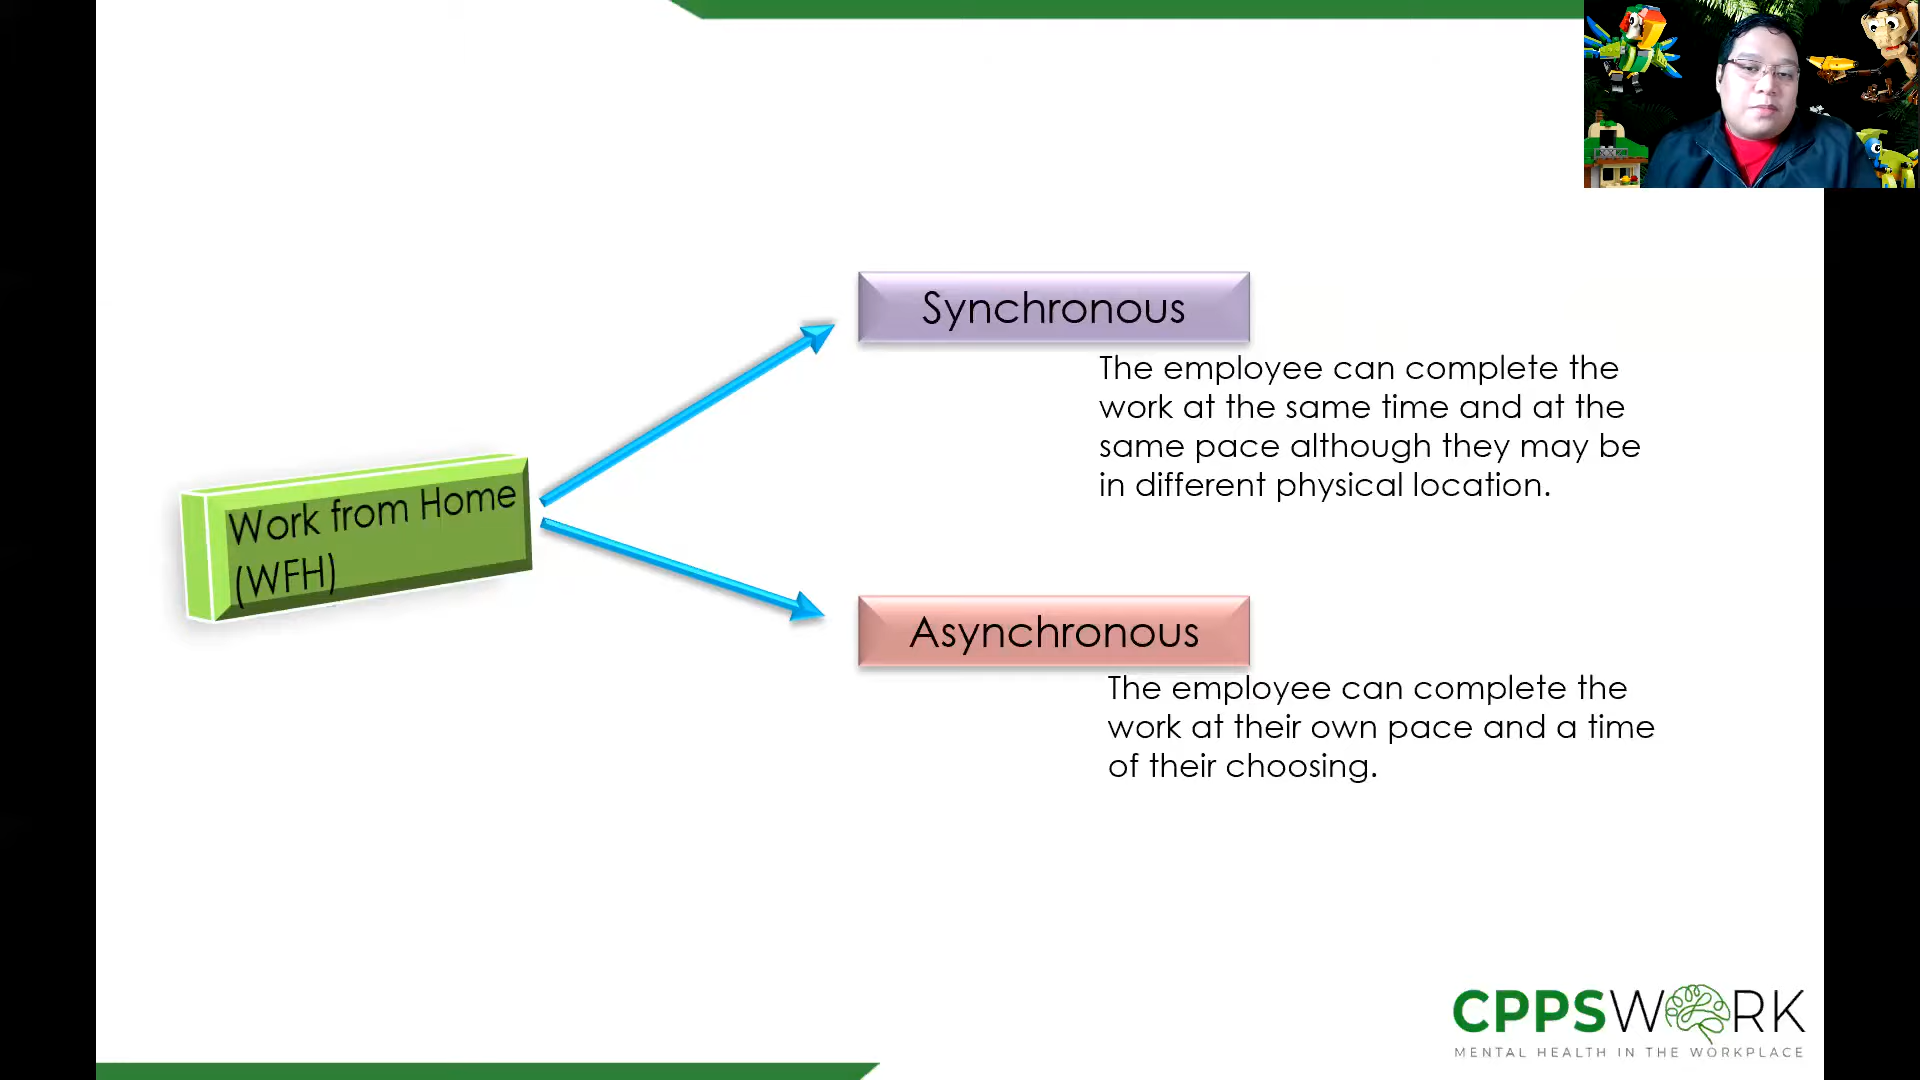 Synchronous
The employee can complete the
work at the same time and at the
same pace although they may be
in different physical location.
Work from Home
(WFH)
Asynchronous
The employee can complete the
work at their own pace and a time
of their choosing.
CPPSWORK
MENTAL HEALTH IN THE WORKPLACE